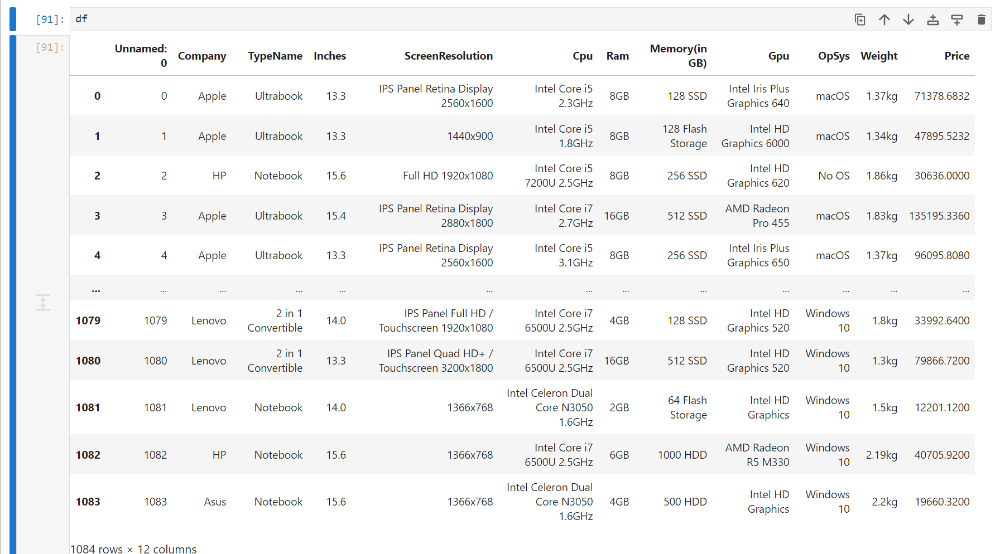 [91]: df
[91]:
Unnamed: 0 Company TypeName Inches ScreenResolution Cpu Ram Memory(in GB) Gpu OpSys Weight Price
0 0 Apple Ultrabook 13.3 IPS Panel Retina Display 2560x1600 Intel Core i5 2.3GHz 8GB 128 SSD Intel Iris Plus Graphics 640 macOS 1.37kg 71378.6832
1 1 Apple Ultrabook 13.3 1440x900 Intel Core i5 1.8GHz 8GB 128 Flash Storage Intel HD Graphics 6000 macOS 1.34kg 47895.5232
2 2 HP Notebook 15.6 Full HD 1920x1080 Intel Core i5 7200U 2.5GHz 8GB 256 SSD Intel HD Graphics 620 No OS 1.86kg 30636.0000
3 3 Apple Ultrabook 15.4 IPS Panel Retina Display 2880x1800 Intel Core i7 2.7GHz 16GB 512 SSD AMD Radeon Pro 455 macOS 1.83kg 135195.3360
4 4 Apple Ultrabook 13.3 IPS Panel Retina Display 2560x1600 Intel Core i5 3.1GHz 8GB 256 SSD Intel Iris Plus Graphics 650 macOS 1.37kg 96095.8080
... ... ... ... ... ... ... ... ... ... ... ... ...
1079 1079 Lenovo 2 in 1 Convertible 14.0 IPS Panel Full HD / Touchscreen 1920x1080 Intel Core i7 6500U 2.5GHz 4GB 128 SSD Intel HD Graphics 520 Windows 10 1.8kg 33992.6400
1080 1080 Lenovo 2 in 1 Convertible 13.3 IPS Panel Quad HD+ / Touchscreen 3200x1800 Intel Core i7 6500U 2.5GHz 16GB 512 SSD Intel HD Graphics 520 Windows 10 1.3kg 79866.7200
1081 1081 Lenovo Notebook 14.0 1366x768 Intel Celeron Dual Core N3050 1.6GHz 2GB 64 Flash Storage Intel HD Graphics Windows 10 1.5kg 12201.1200
1082 1082 HP Notebook 15.6 1366x768 Intel Core i7 6500U 2.5GHz 6GB 1000 HDD AMD Radeon R5 M330 Windows 10 2.19kg 40705.9200
1083 1083 Asus Notebook 15.6 1366x768 Intel Celeron Dual Core N3050 1.6GHz 4GB 500 HDD Intel HD Graphics Windows 10 2.2kg 19660.3200
1084 rows × 12 columns